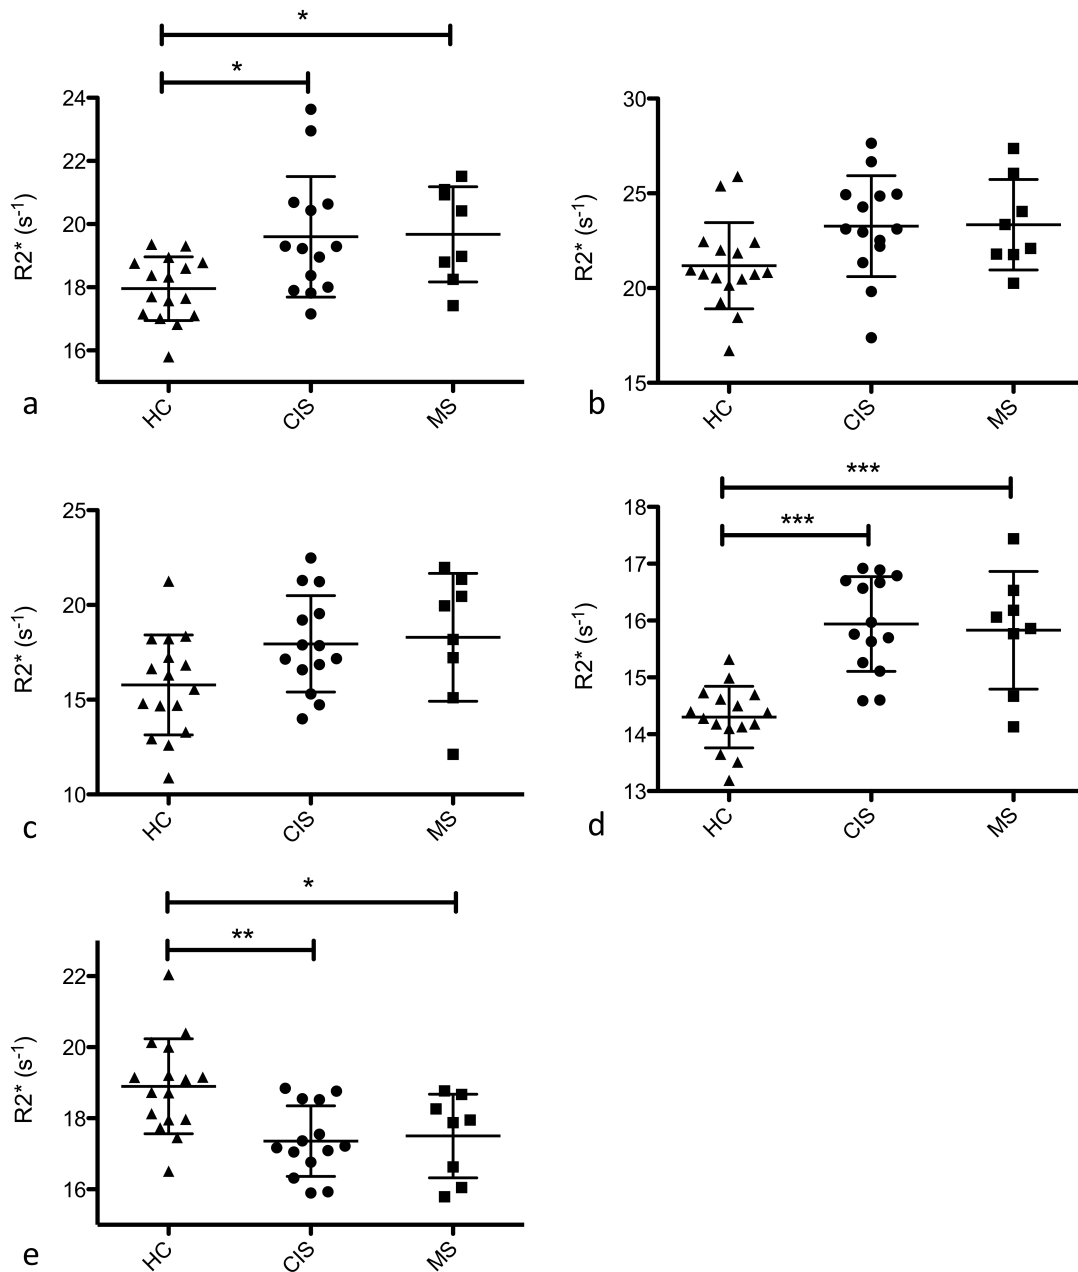 *
*
24
22
20
18
16
R2* (s-1)
HC
CIS
MS
a
30
25
20
15
R2* (s-1)
HC
CIS
MS
b
25
20
15
10
R2* (s-1)
HC
CIS
MS
c
***
***
18
17
16
15
14
13
R2* (s-1)
HC
CIS
MS
d
*
**
22
20
18
16
R2* (s-1)
HC
CIS
MS
e